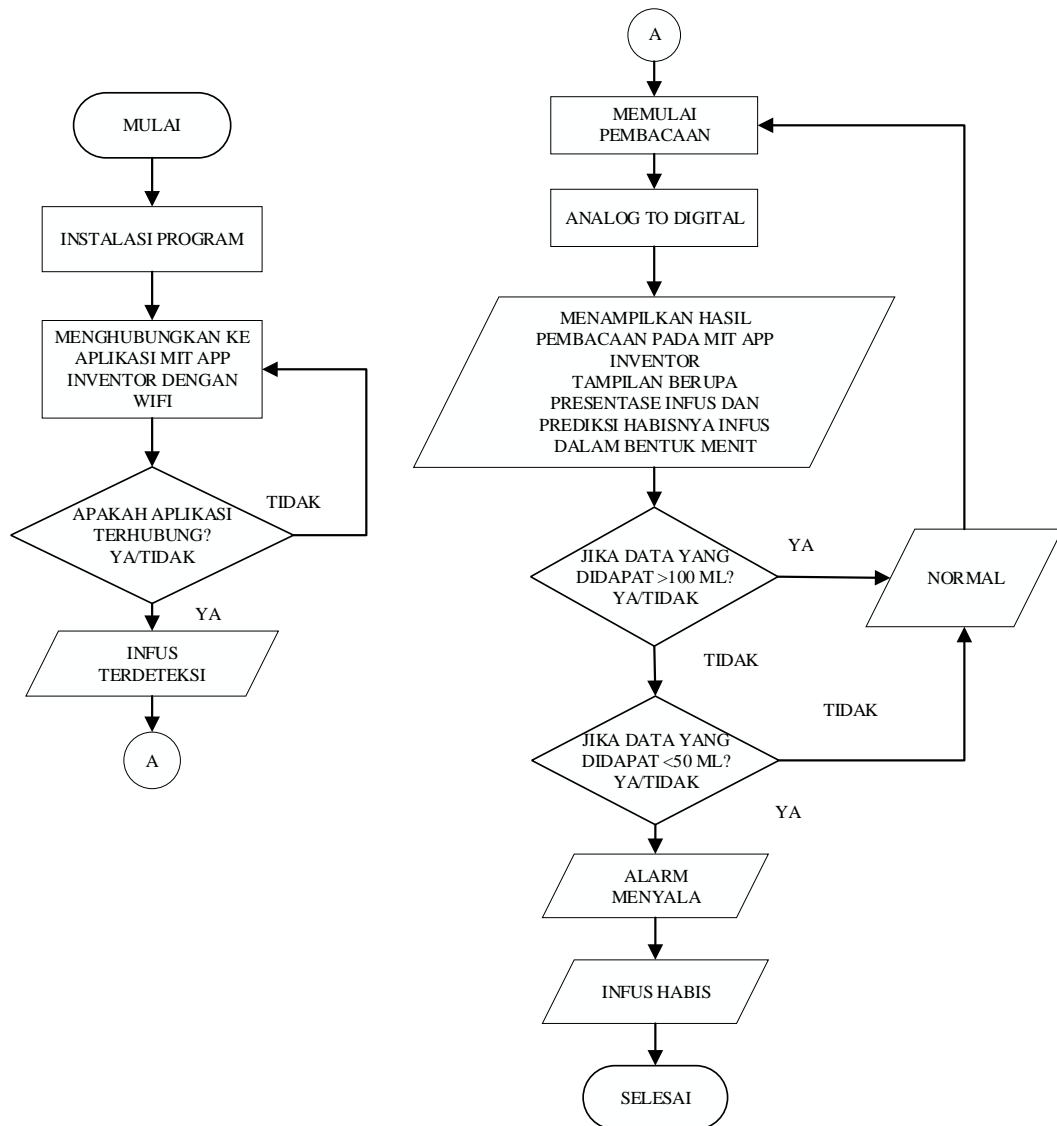 MULAI
INSTALASI PROGRAM
MENGHUBUNGKAN KE
APLIKASI MIT APP
INVENTOR DENGAN
WIFI
APAKAH APLIKASI
TERHUBUNG?
YA/TIDAK
TIDAK
YA
INFUS
TERDETEKSI
A
A
MEMULAI
PEMBACAAN
ANALOG TO DIGITAL
MENAMPILKAN HASIL
PEMBACAAN PADA MIT APP
INVENTOR
TAMPILAN BERUPA
PRESENTASE INFUS DAN
PREDIKSI HABISNYA INFUS
DALAM BENTUK MENIT
JIKA DATA YANG
DIDAPAT >100 ML?
YA/TIDAK
YA
NORMAL
TIDAK
JIKA DATA YANG
DIDAPAT <50 ML?
YA/TIDAK
TIDAK
YA
ALARM
MENYALA
INFUS HABIS
SELESAI